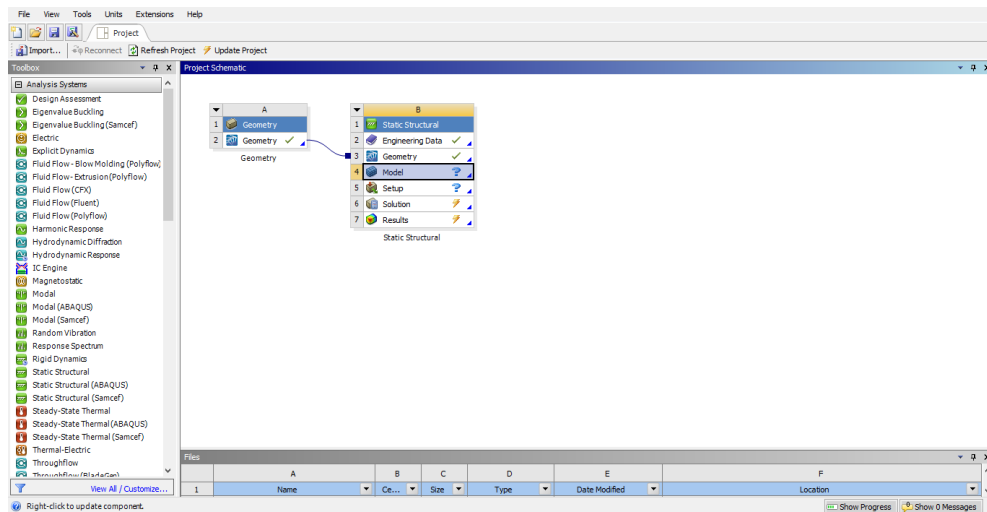 File View Tools Units Extensions Help
Project
Import... Reconnect Refresh Project Update Project
Toolbox
Project Schematic
Analysis Systems
Design Assessment
Eigenvalue Buckling
Eigenvalue Buckling (Samcef)
Electric
Explicit Dynamics
Fluid Flow - Blow Molding (Polyflow)
Fluid Flow - Extrusion (Polyflow)
Fluid Flow (CFX)
Fluid Flow (Fluent)
Fluid Flow (Polyflow)
Harmonic Response
Hydrodynamic Diffraction
Hydrodynamic Response
IC Engine
Magnetostatic
Modal
Modal (ABAQUS)
Modal (Samcef)
Random Vibration
Response Spectrum
Rigid Dynamics
Static Structural
Static Structural (ABAQUS)
Static Structural (Samcef)
Steady-State Thermal
Steady-State Thermal (ABAQUS)
Steady-State Thermal (Samcef)
Thermal-Electric
Throughflow
Throughflow (BladeGen)
View All / Customize...
A
1 Geometry
2 Geometry
Geometry
B
1 Static Structural
2 Engineering Data
3 Geometry
4 Model
5 Setup
6 Solution
7 Results
Static Structural
Files
A B C D E F
1 Name Ce... Size Type Date Modified Location
Right-click to update component.
Show Progress Show 0 Messages